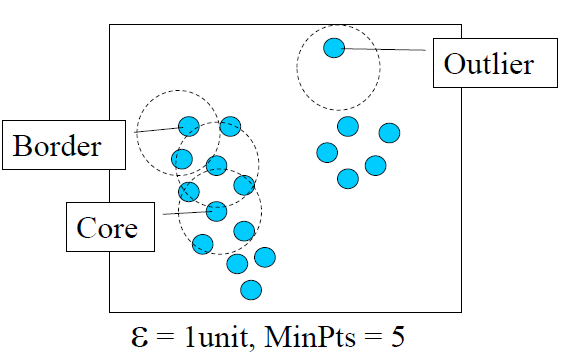 Outlier
Border
Core
ε = 1unit, MinPts = 5